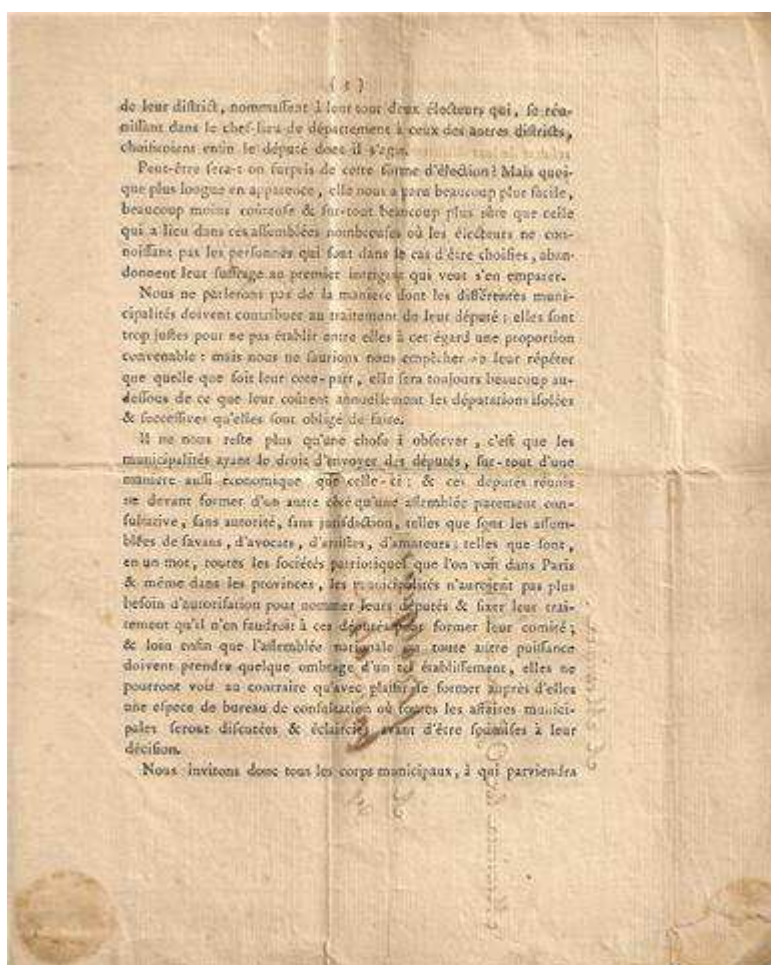 ( 5 )
de leur diſtrict, nommaſſent à leur tour deux électeurs qui, ſe réu-
niſſant dans le chef-lieu de département à ceux des autres diſtricts,
choiſiroient enfin le député dont il s'agit.
Peut-être ſera-t-on ſurpris de cette forme d'élection? Mais quoi-
que plus longue en apparence, elle nous a paru beaucoup plus facile,
beaucoup moins coûteuſe & ſur-tout beaucoup plus ſûre que celle
qui a lieu dans ces aſſemblées nombreuſes où les électeurs ne con-
noiſſant pas les perſonnes qui ſont dans le cas d'être choiſies, aban-
donnent leur ſuffrage au premier intrigant qui veut s'en emparer.
Nous ne parlerons pas de la maniere dont les différentes muni-
cipalités doivent contribuer au traitement de leur député; elles ſont
trop juſtes pour ne pas établir entre elles à cet égard une proportion
convenable : mais nous ne ſaurions nous empêcher de leur répéter
que quelle que ſoit leur cote-part, elle ſera toujours beaucoup au-
deſſous de ce que leur coûtent annuellement les députations iſolées
& ſucceſſives qu'elles ſont obligé de faire.
Il ne nous reſte plus qu'une choſe à obſerver, c'eſt que les
municipalités ayant le droit d'envoyer des députés, ſur-tout d'une
maniere auſſi économique que celle-ci; & ces députés réunis
ne devant former d'un autre côté qu'une aſſemblée purement con-
ſultative, ſans autorité, ſans juriſdiction, telles que ſont les aſſem-
blées de ſavans, d'avocats, d'artiſtes, d'amateurs; telles que ſont,
en un mot, toutes les ſociétés patriotiques que l'on voit dans Paris
& même dans les provinces, les municipalités n'auroient pas plus
beſoin d'autoriſation pour nommer leurs députés & fixer leur trai-
tement qu'il n'en faudroit à ces députés pour former leur comité;
& loin enfin que l'aſſemblée nationale ou toute autre puiſſance
doivent prendre quelque ombrage d'un tel établiſſement, elles ne
pourront voir au contraire qu'avec plaiſir ſe former auprès d'elles
une eſpece de bureau de conſultation où toutes les affaires munici-
pales ſeront diſcutées & éclaircies avant d'être ſoumiſes à leur
déciſion.
Nous invitons donc tous les corps municipaux, à qui parviendra